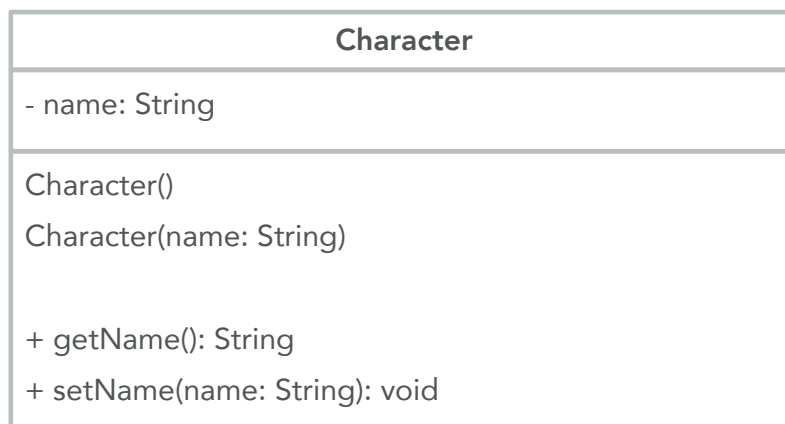 Character
- name: String
Character()
Character(name: String)
+ getName(): String
+ setName(name: String): void